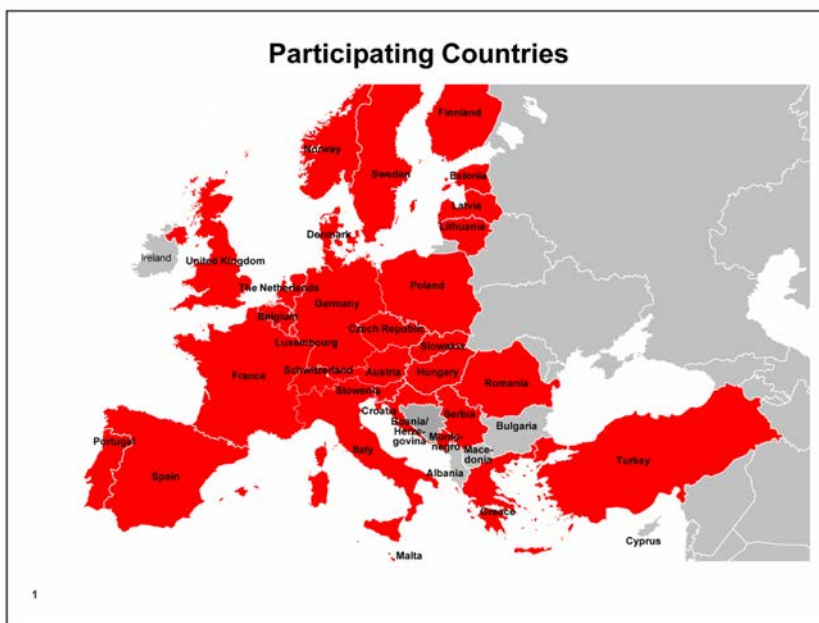 Participating Countries
Finnland
Norway
Sweden
Estonia
Latvia
Lithuania
Denmark
Ireland
United Kingdom
The Netherlands
Germany
Poland
Belgium
Czech Republic
Luxembourg
Slowakia
France
Schwitzerland
Austria
Hungary
Slowenia
Romania
Croatia
Bosnia/
Herze-
govina
Serbia
Bulgaria
Monte-
negro
Mace-
donia
Portugal
Spain
Italy
Albania
Turkey
Greece
Cyprus
Malta
1